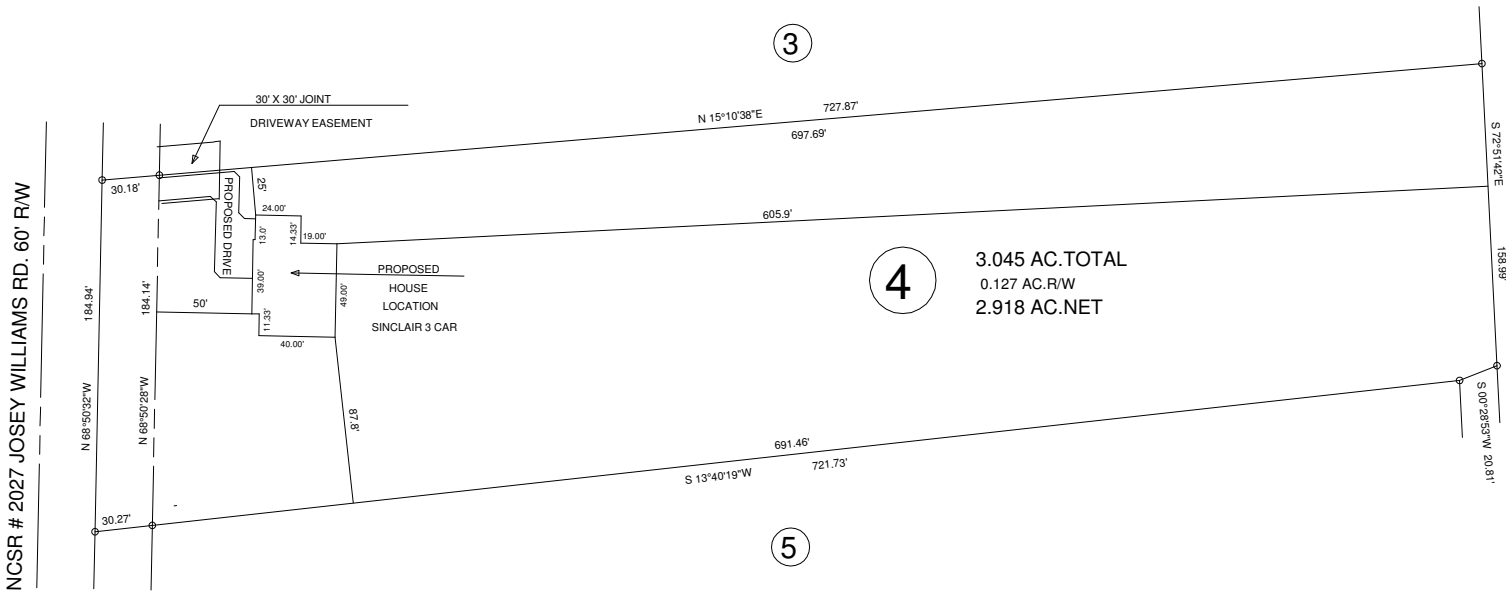 3
30' X 30' JOINT
DRIVEWAY EASEMENT
N 15°10'38"E
727.87'
697.69'
S 72°51'42"E
158.99'
30.18'
25'
PROPOSED DRIVE
24.00'
13.0'
14.33'
19.00'
605.9'
NCSR # 2027 JOSEY WILLIAMS RD. 60' R/W
184.94'
184.14'
50'
39.00'
11.33'
49.00'
40.00'
PROPOSED
HOUSE
LOCATION
SINCLAIR 3 CAR
4
3.045 AC.TOTAL
0.127 AC.R/W
2.918 AC.NET
N 68°50'32"W
N 68°50'28"W
87.8'
S 00°28'53"W 20.81'
691.46'
S 13°40'19"W
721.73'
30.27'
5